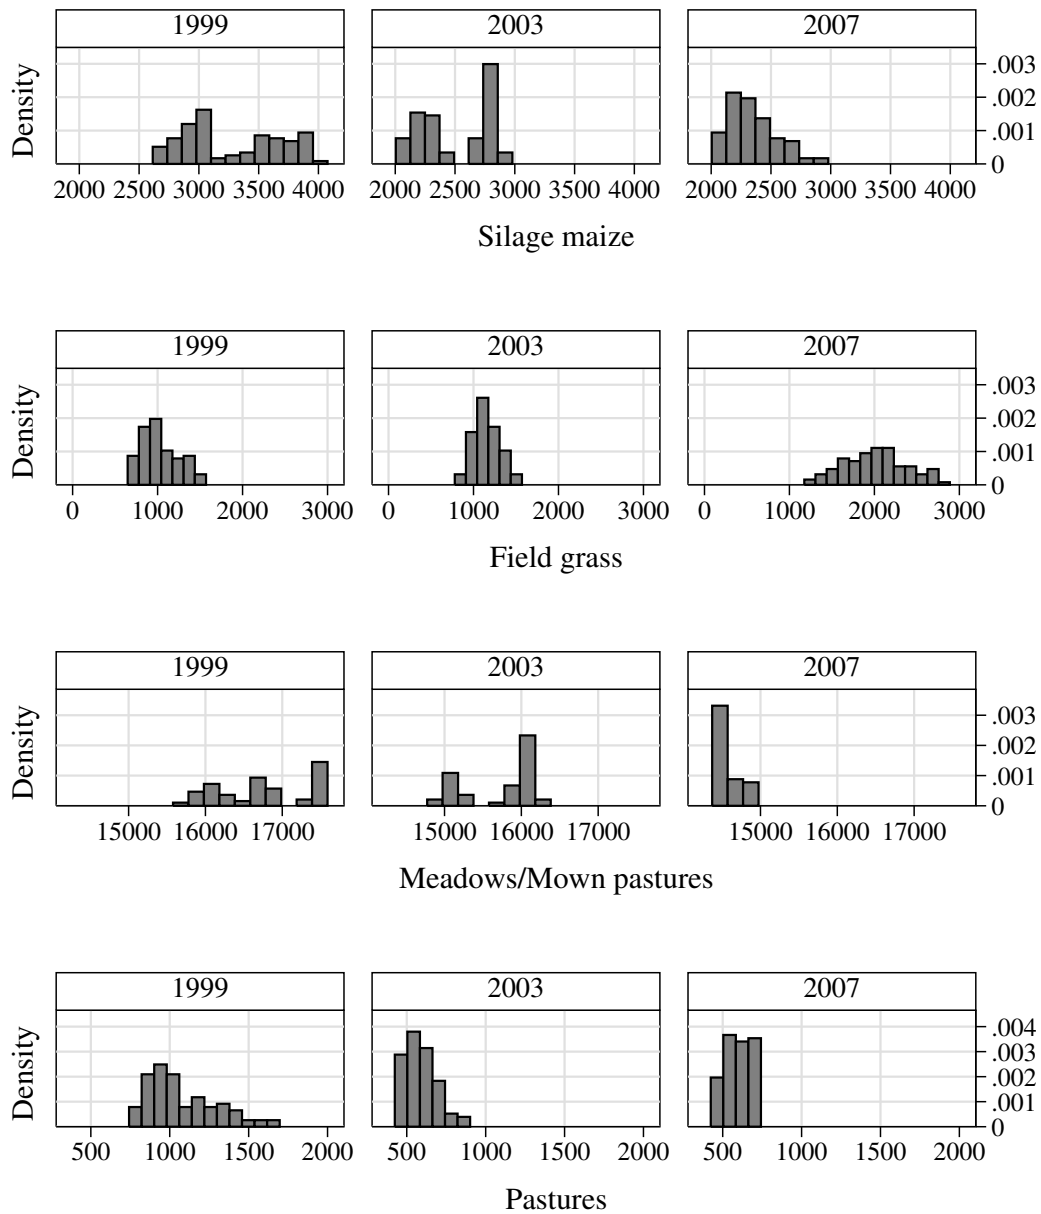 1999 2003 2007
Density
.003
.002
.001
0
2000 2500 3000 3500 4000 2000 2500 3000 3500 4000 2000 2500 3000 3500 4000
Silage maize
1999 2003 2007
Density
.003
.002
.001
0
0 1000 2000 3000 0 1000 2000 3000 0 1000 2000 3000
Field grass
1999 2003 2007
Density
.003
.002
.001
0
15000 16000 17000 15000 16000 17000 15000 16000 17000
Meadows/Mown pastures
1999 2003 2007
Density
.004
.003
.002
.001
0
500 1000 1500 2000 500 1000 1500 2000 500 1000 1500 2000
Pastures